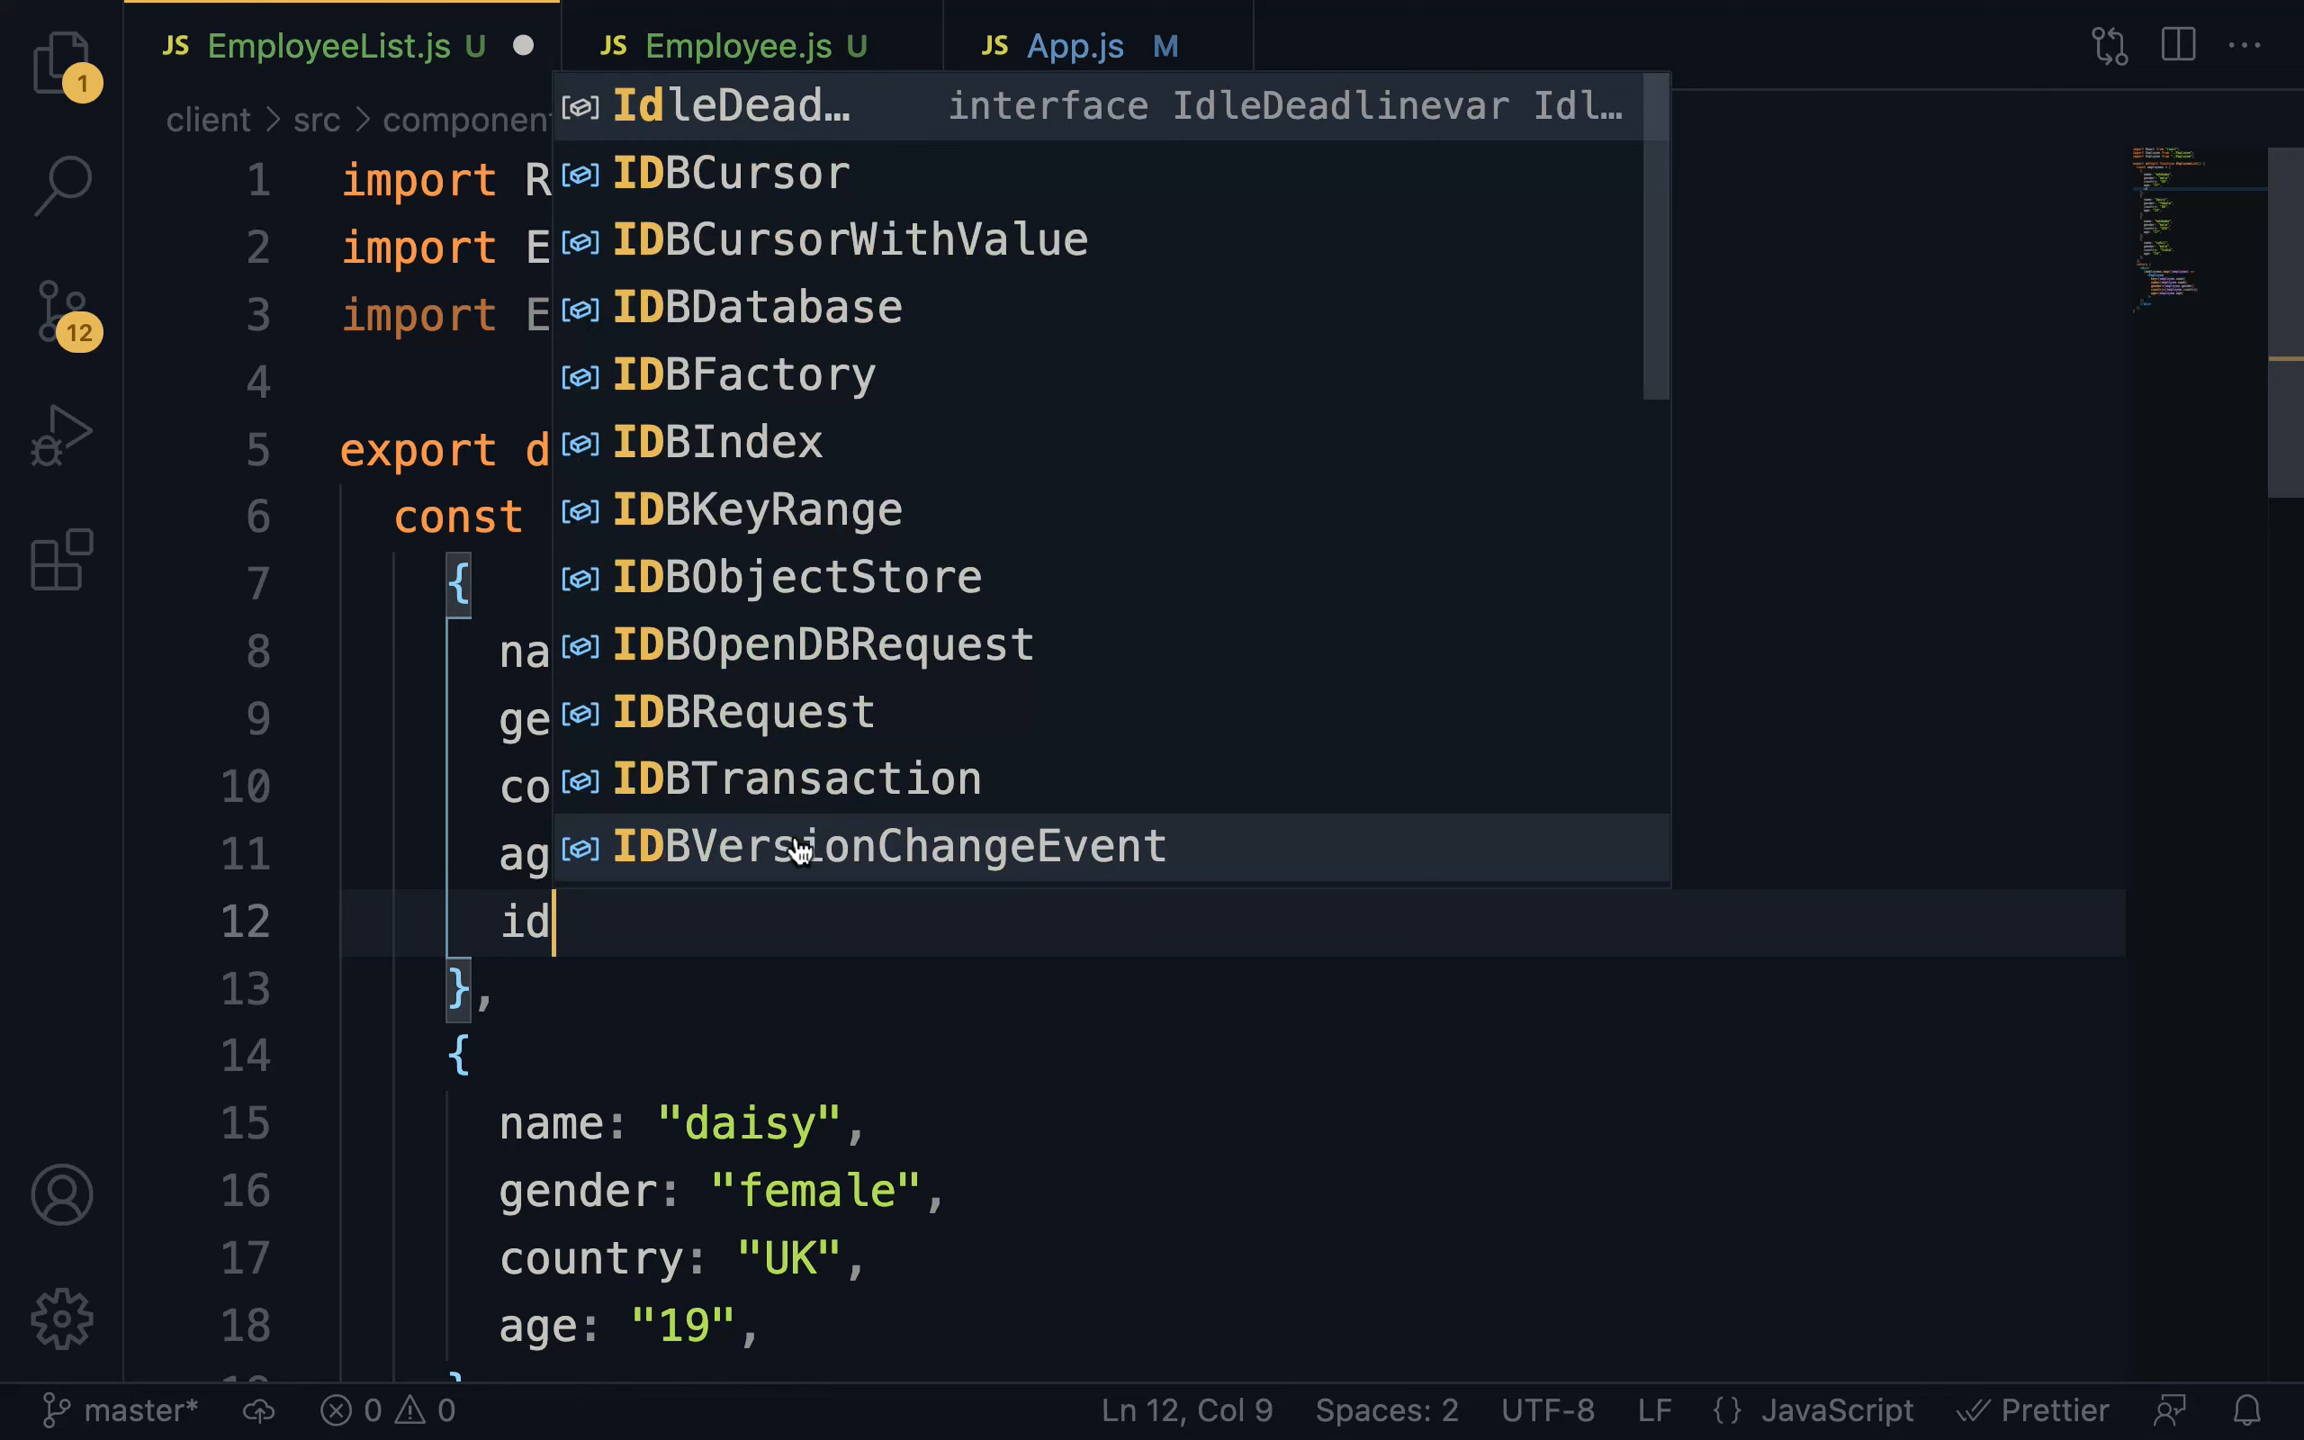 JS EmployeeList.js U
JS Employee.js U
JS App.js M
1
client > src > component
IdleDead… interface IdleDeadlinevar Idl…
IDBCursor
IDBCursorWithValue
IDBDatabase
IDBFactory
IDBIndex
IDBKeyRange
IDBObjectStore
IDBOpenDBRequest
IDBRequest
IDBTransaction
IDBVersionChangeEvent
12
1 import R
2 import E
3 import E
4
5 export d
6 const
7 {
8 na
9 ge
10 co
11 ag
12 id
13 },
14 {
15 name: "daisy",
16 gender: "female",
17 country: "UK",
18 age: "19",
master* 0 0 Ln 12, Col 9 Spaces: 2 UTF-8 LF {} JavaScript Prettier